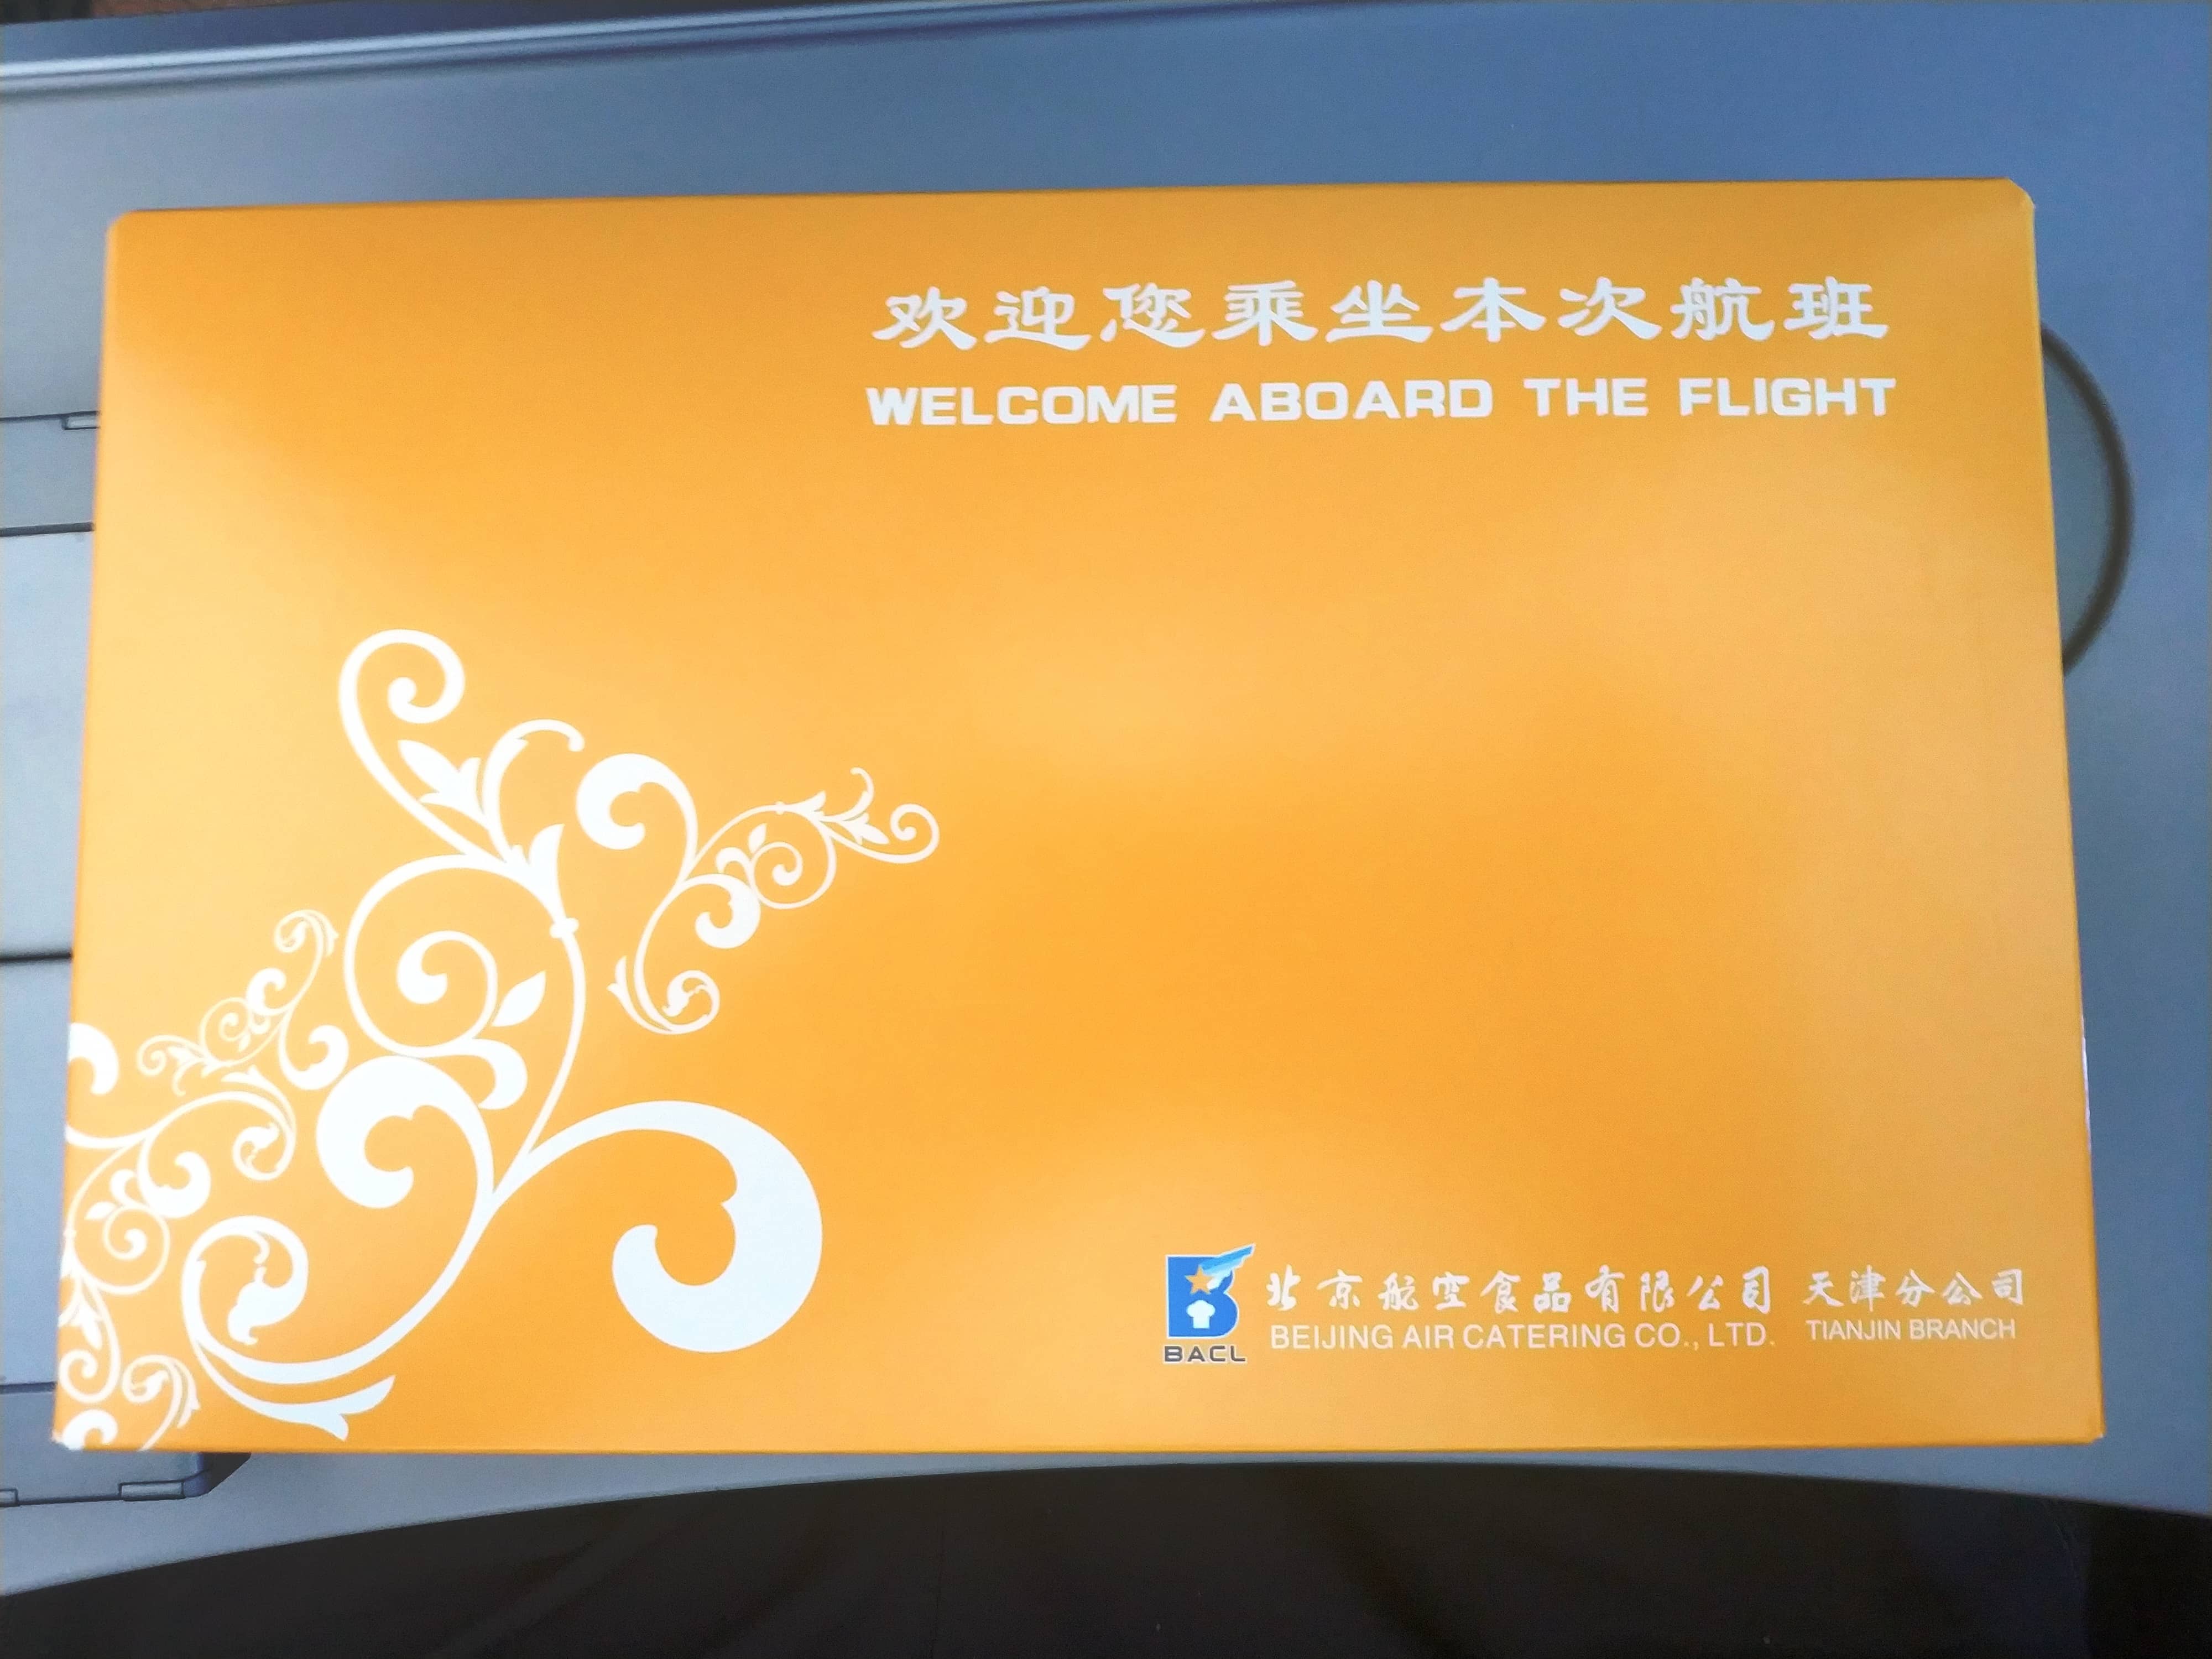 欢迎您乘坐本次航班
WELCOME ABOARD THE FLIGHT
北京航空食品有限公司 天津分公司
BEIJING AIR CATERING CO., LTD. TIANJIN BRANCH
BACL